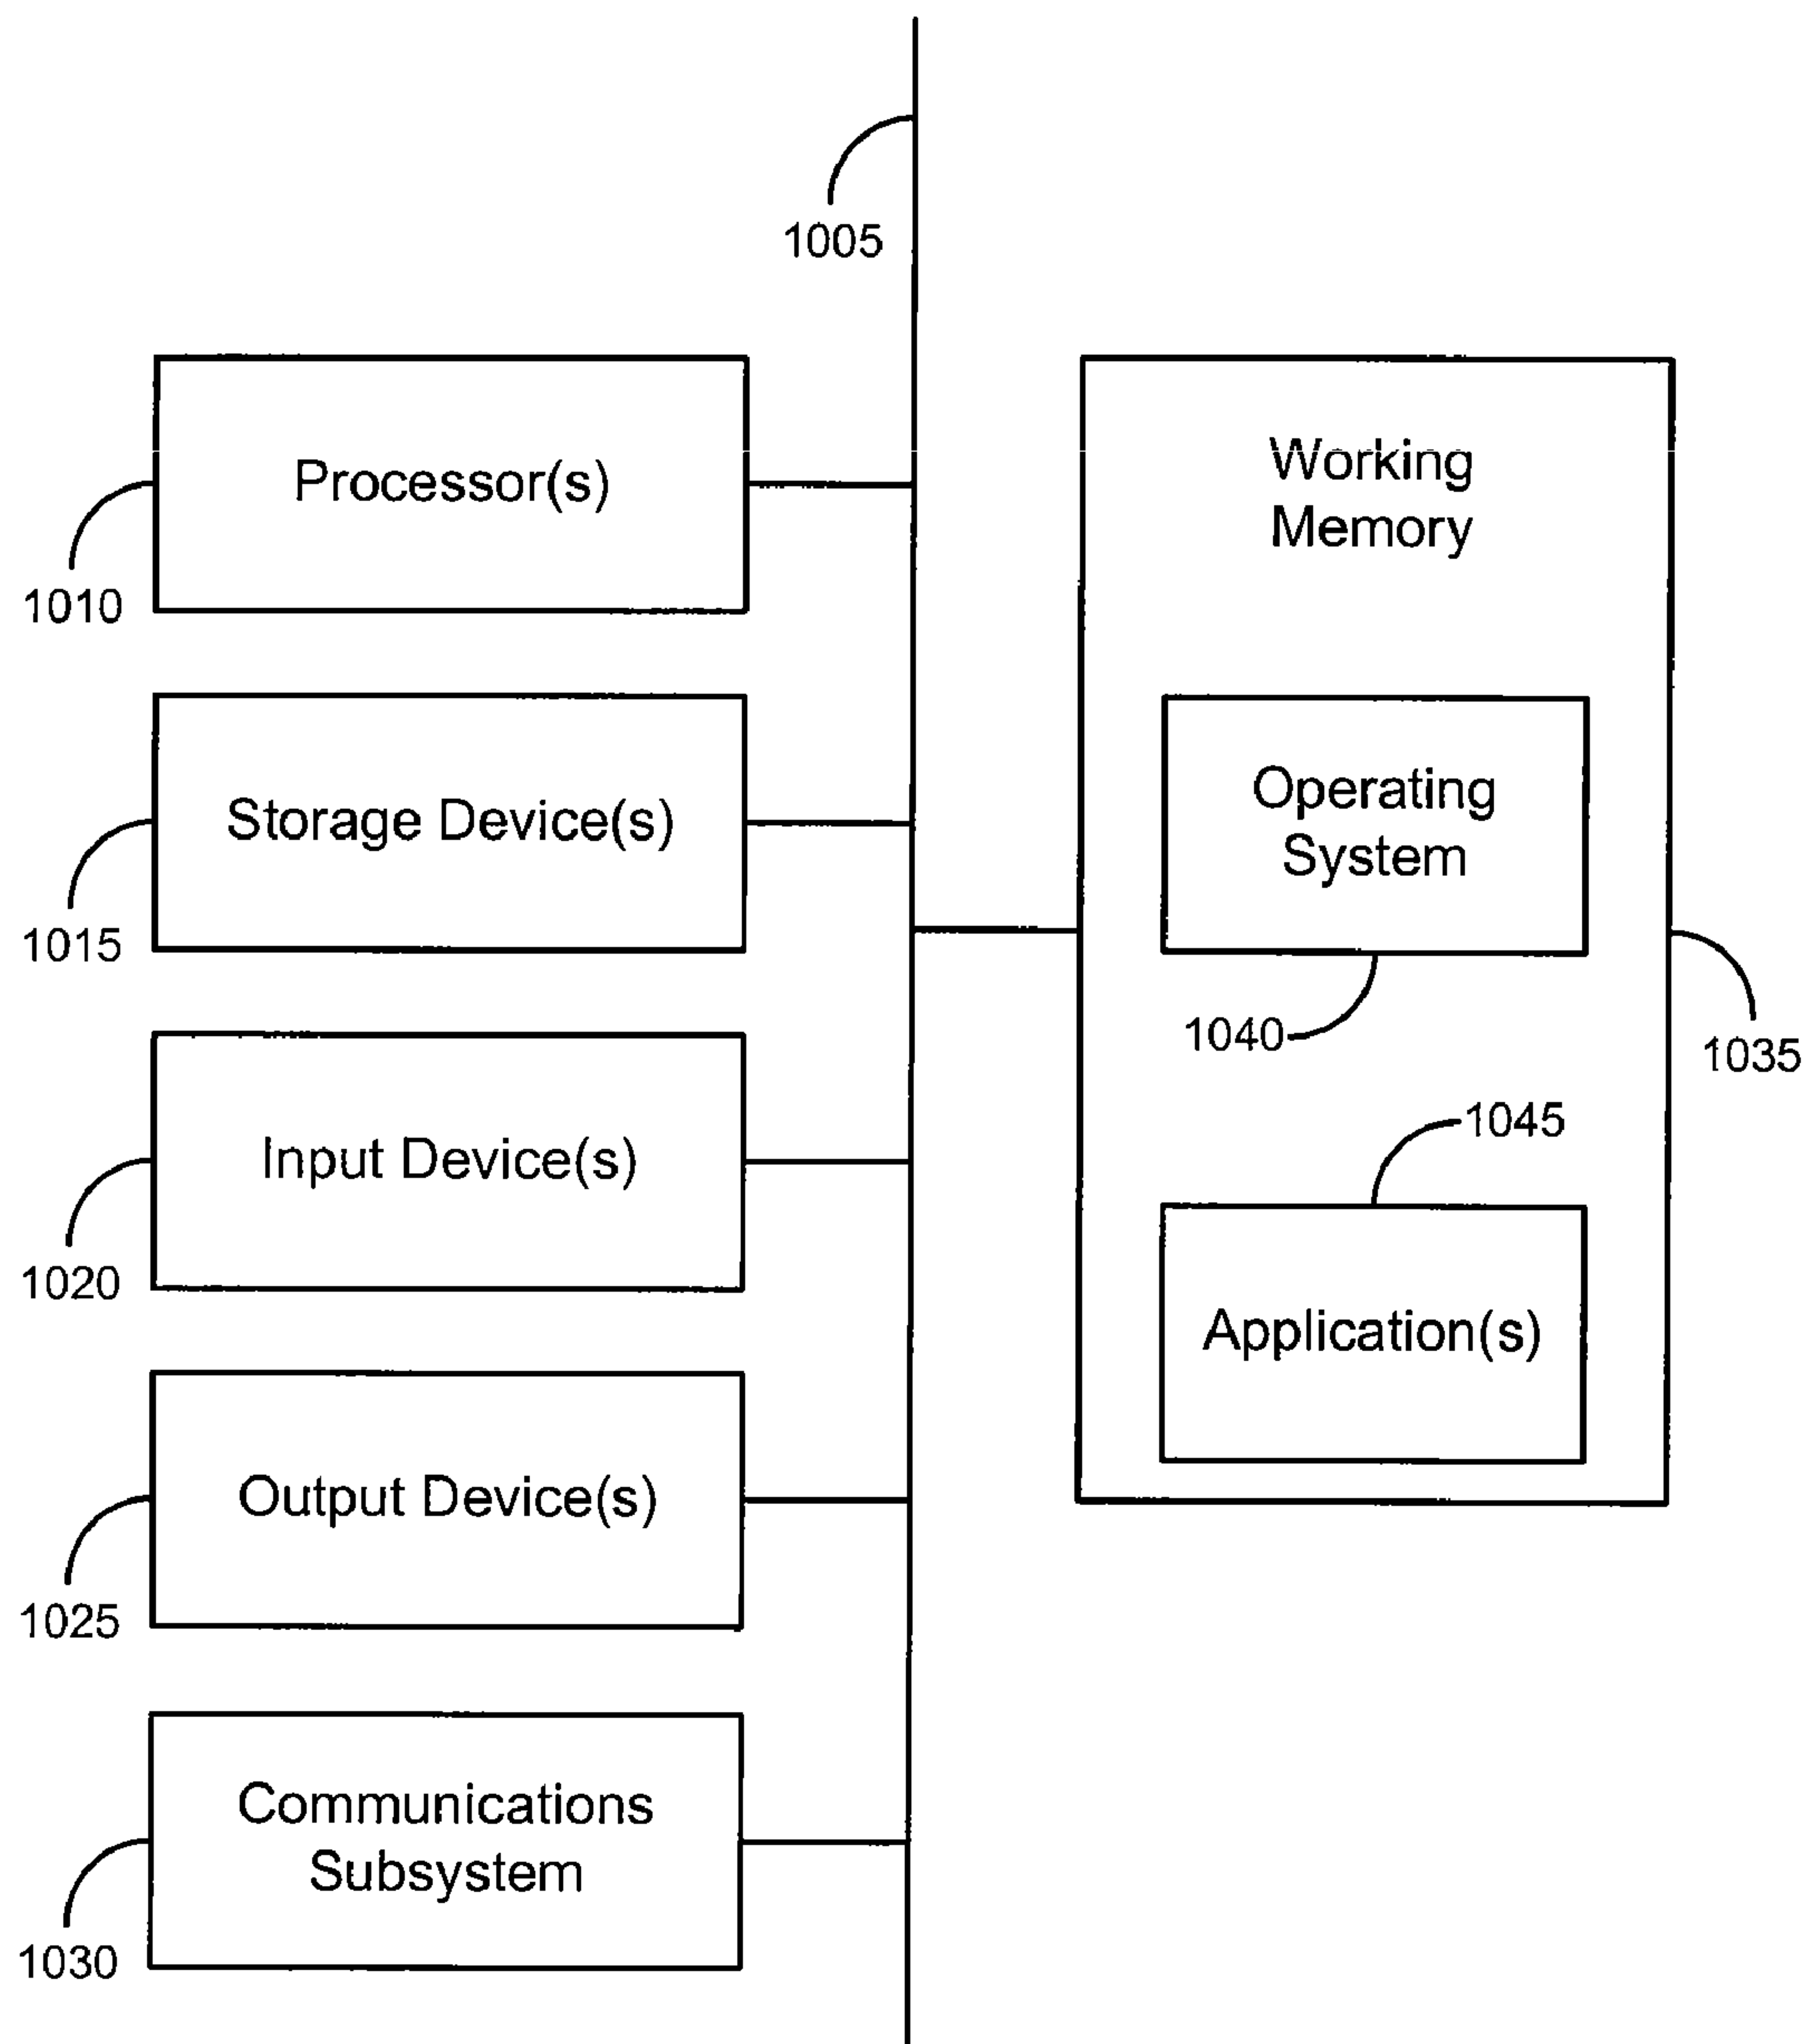 1005
Processor(s)
1010
Storage Device(s)
1015
Input Device(s)
1020
Output Device(s)
1025
Communications
Subsystem
1030
Working
Memory
Operating
System
1040
1035
1045
Application(s)